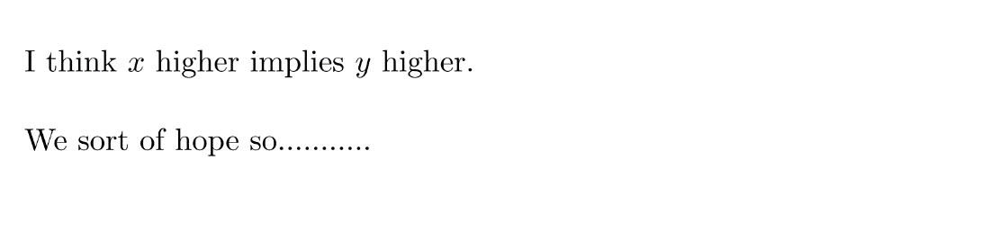 I think x higher implies y higher.
We sort of hope so...........